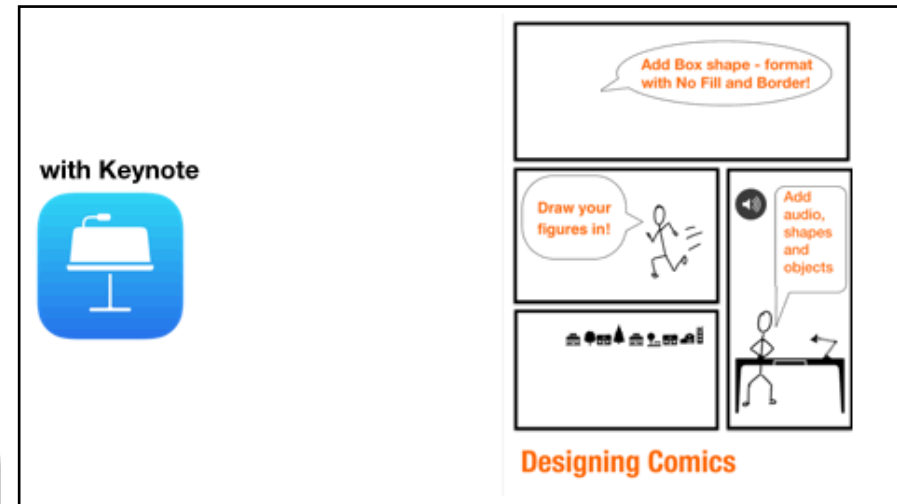 with Keynote
Add Box shape - format
with No Fill and Border!
Draw your
figures in!
Add
audio,
shapes
and
objects
Designing Comics